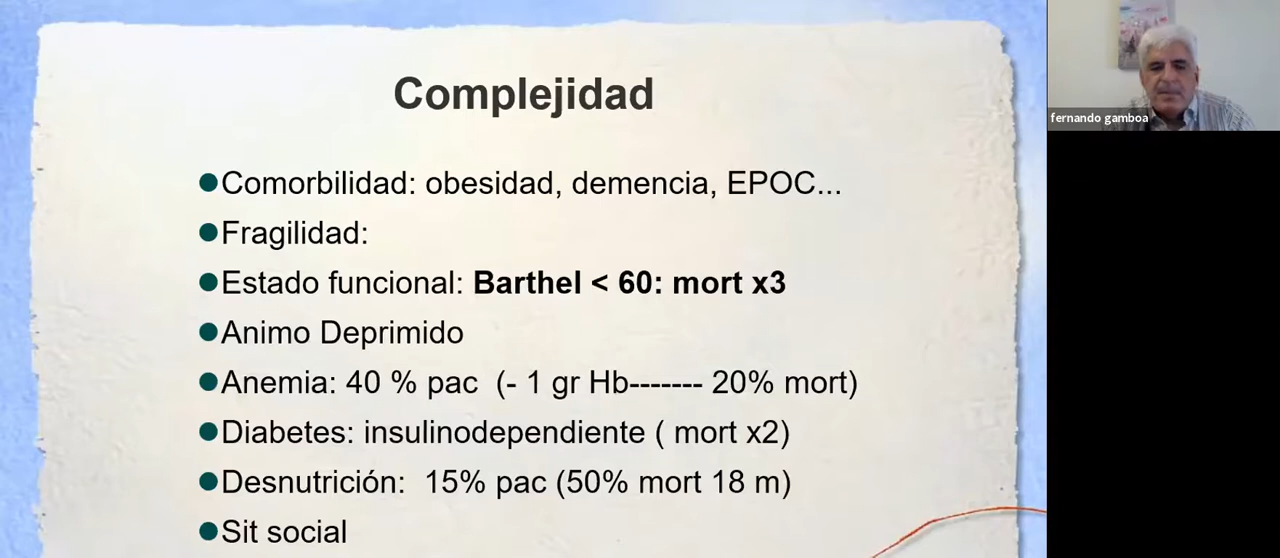 Complejidad
●Comorbilidad: obesidad, demencia, EPOC...
●Fragilidad:
●Estado funcional: Barthel < 60: mort x3
●Animo Deprimido
●Anemia: 40 % pac (- 1 gr Hb------- 20% mort)
●Diabetes: insulinodependiente ( mort x2)
●Desnutrición: 15% pac (50% mort 18 m)
●Sit social
fernando gamboa